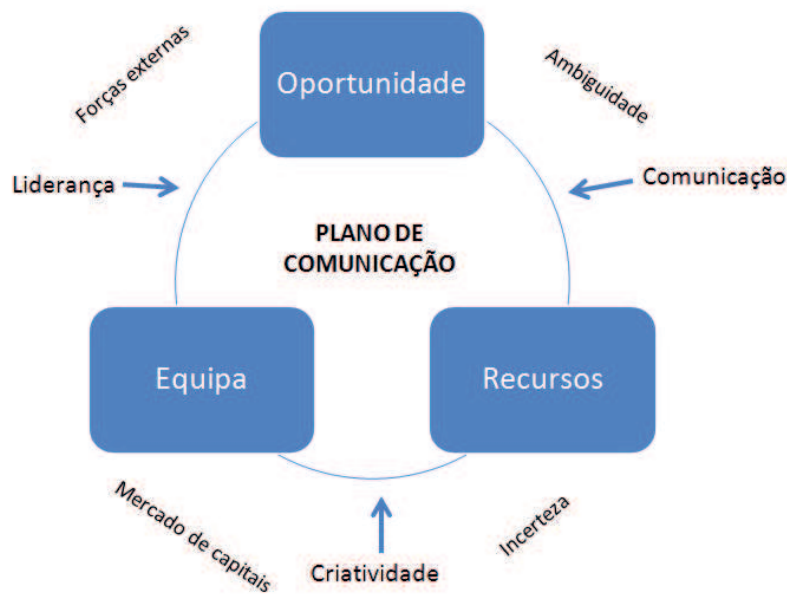 Oportunidade
Forças externas
Ambiguidade
Liderança
Comunicação
PLANO DE
COMUNICAÇÃO
Equipa
Recursos
Mercado de capitais
Incerteza
Criatividade